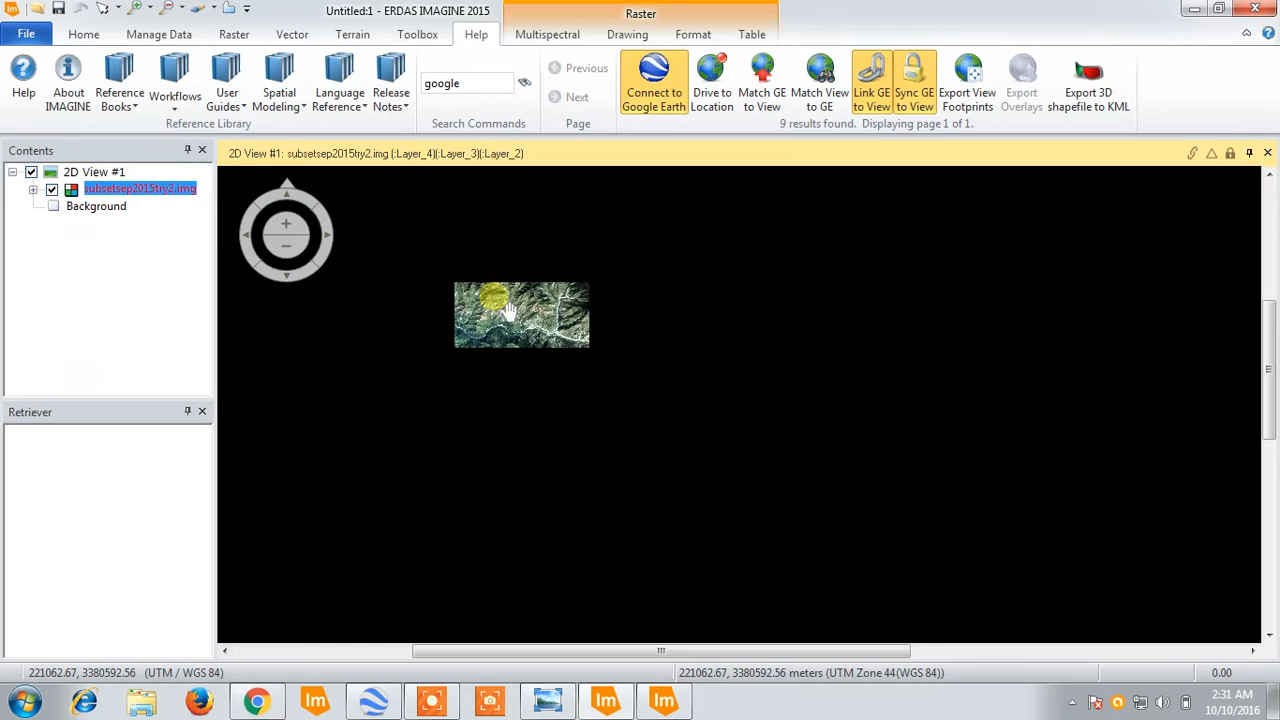 Untitled:1 - ERDAS IMAGINE 2015
Raster
File Home Manage Data Raster Vector Terrain Toolbox Help Multispectral Drawing Format Table
Help
About IMAGINE
Reference Books
Workflows
User Guides
Spatial Modeling
Language Reference
Release Notes
Reference Library
google
Search Commands
Previous
Next
Page
Connect to Google Earth
Drive to Location
Match GE to View
Match View to GE
Link GE to View
Sync GE to View
Export View Footprints
Export Overlays
Export 3D shapefile to KML
9 results found. Displaying page 1 of 1.
Contents
2D View #1
subsetsep2015try2.img
Background
Retriever
2D View #1: subsetsep2015try2.img (:Layer_4)(:Layer_3)(:Layer_2)
221062.67, 3380592.56 (UTM / WGS 84)
221062.67, 3380592.56 meters (UTM Zone 44(WGS 84))
0.00
2:31 AM
10/10/2016